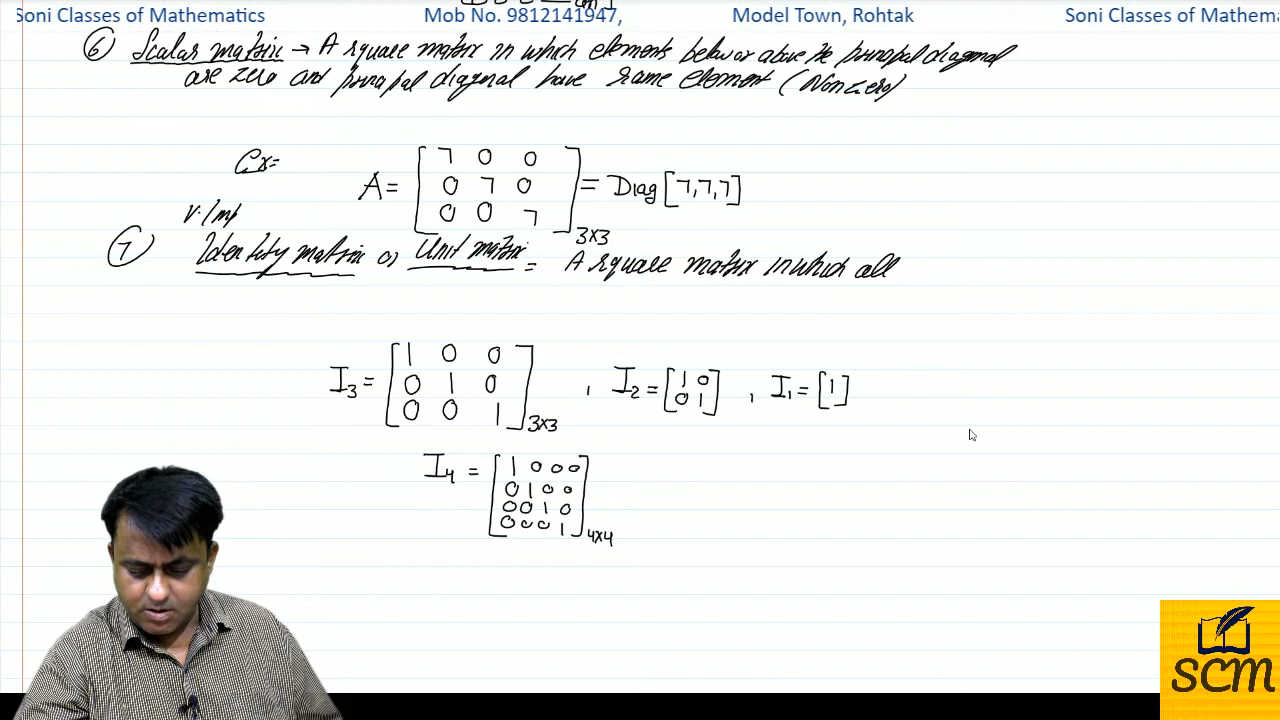 Soni Classes of Mathematics Mob No. 9812141947, Model Town, Rohtak Soni Classes of Mathema
⑥ Scalar matrix → A square matrix in which elements below or above the principal diagonal
are zero and principal diagonal have same element (Nonzero)
Ex=
A = [7 0 0
0 7 0
0 0 7] 3×3 = Diag [7,7,7]
V. Imp
⑦ Identity matrix or Unit matrix = A square matrix in which all
I₃ = [1 0 0
0 1 0
0 0 1] 3×3 , I₂ = [1 0
0 1] , I₁ = [1]
I₄ = [1 0 0 0
0 1 0 0
0 0 1 0
0 0 0 1] 4×4
SCM